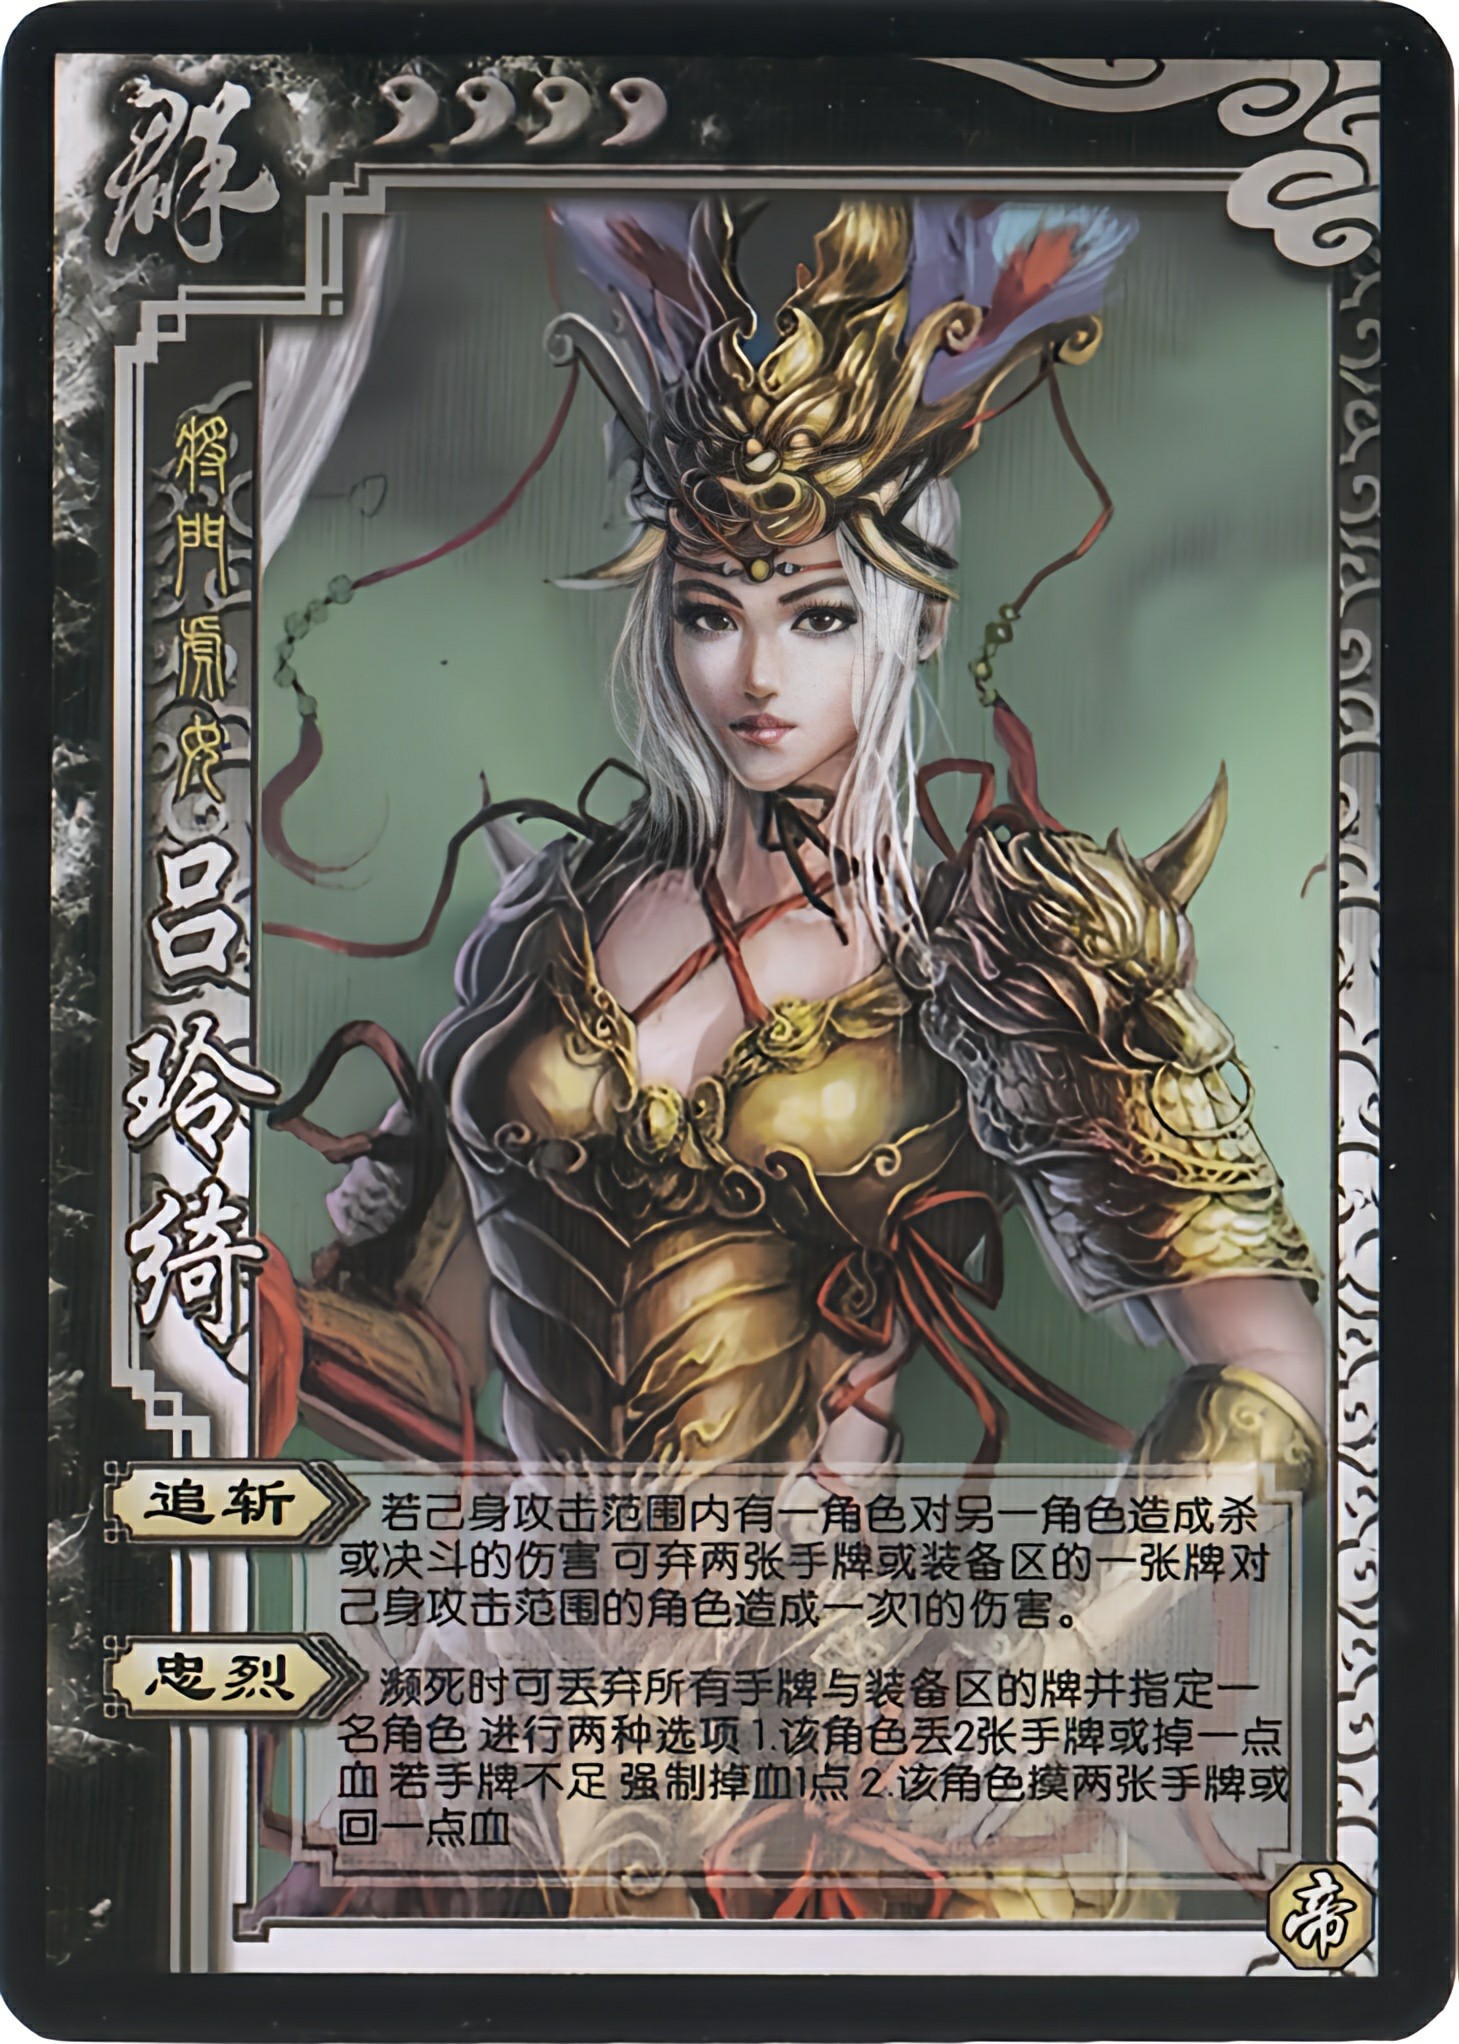 群
將門虎女
吕玲绮
追斩
若己身攻击范围内有一角色对另一角色造成杀
或决斗的伤害 可弃两张手牌或装备区的一张牌对
己身攻击范围的角色造成一次1的伤害。
忠烈
濒死时可丢弃所有手牌与装备区的牌并指定一
名角色 进行两种选项 1.该角色丢2张手牌或掉一点
血 若手牌不足 强制掉血1点 2.该角色摸两张手牌或
回一点血
帝